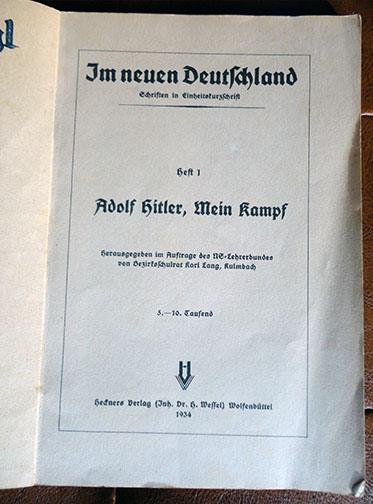 Im neuen Deutschland
Schriften in Einheitskurzschrift
Heft 1
Adolf Hitler, Mein Kampf
Herausgegeben im Auftrage des NS-Lehrerbundes
von Bezirksschulrat Karl Lang, Kulmbach
5.—10. Tausend
Heckners Verlag (Inh. Dr. H. Wessel) Wolfenbüttel
1934